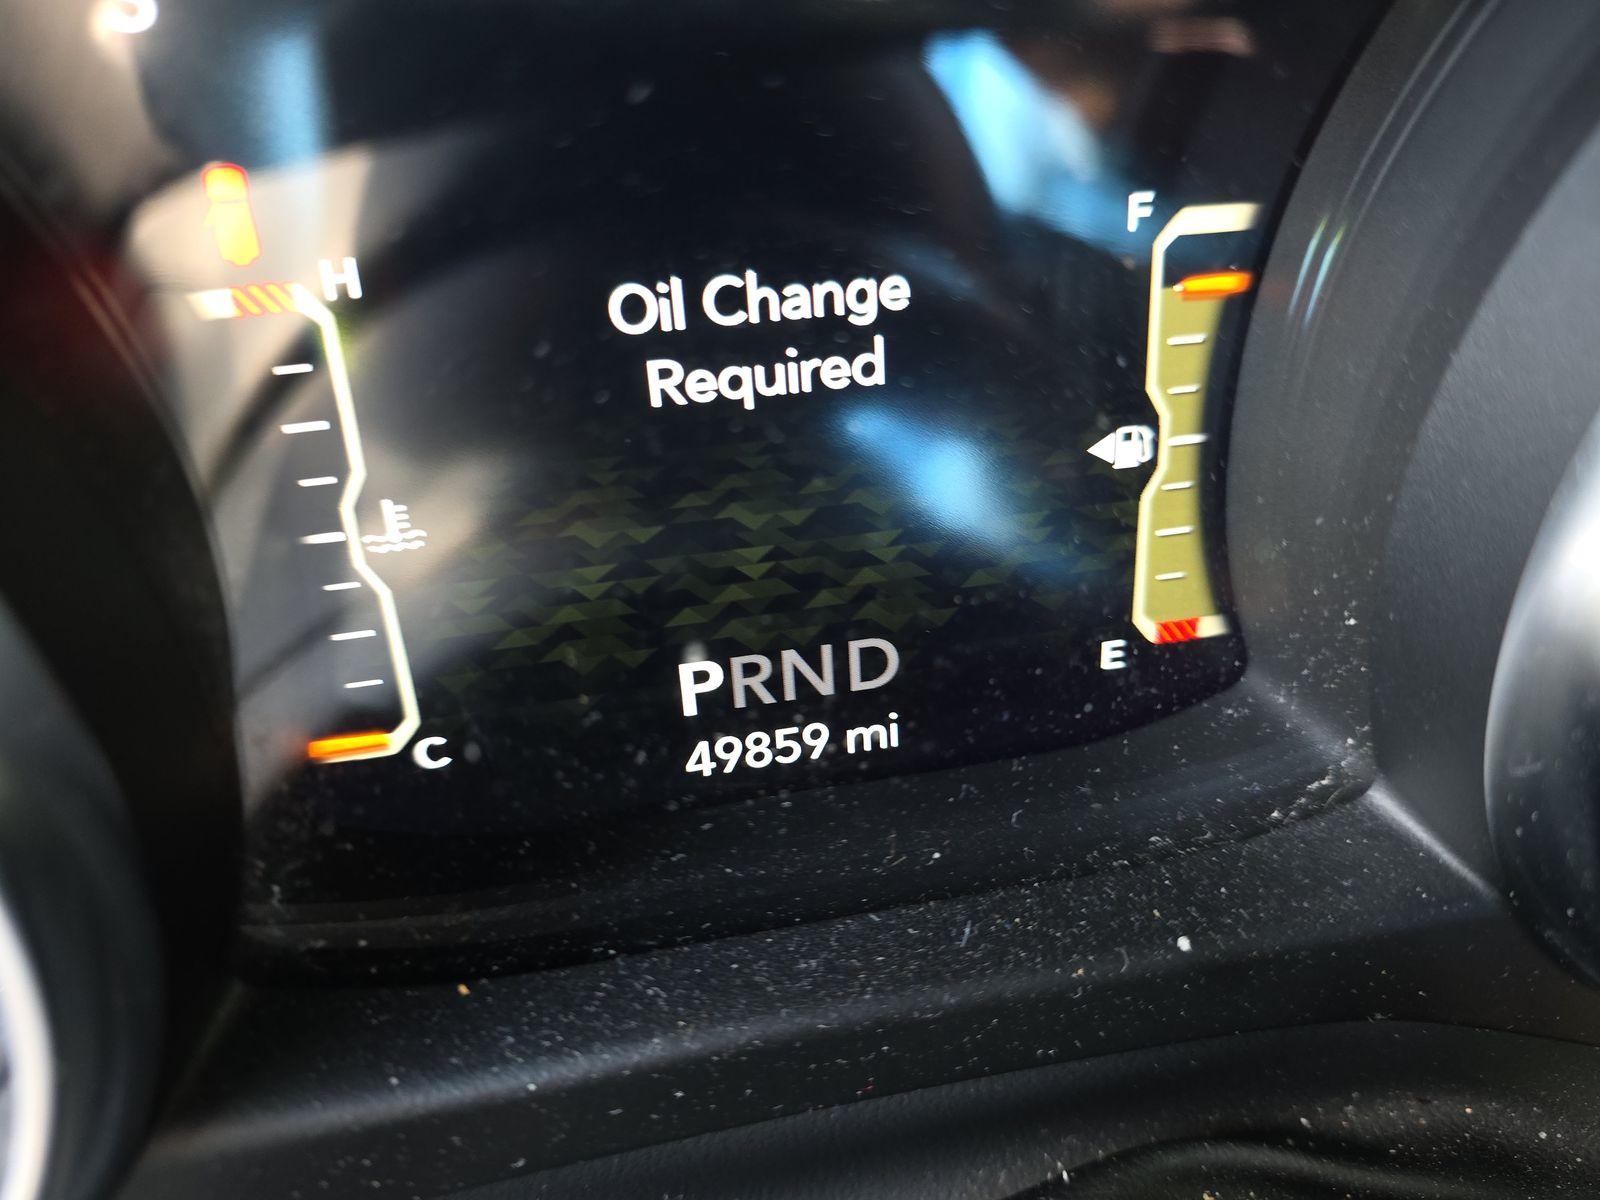 H
F
Oil Change
Required
E
PRND
C
49859 mi